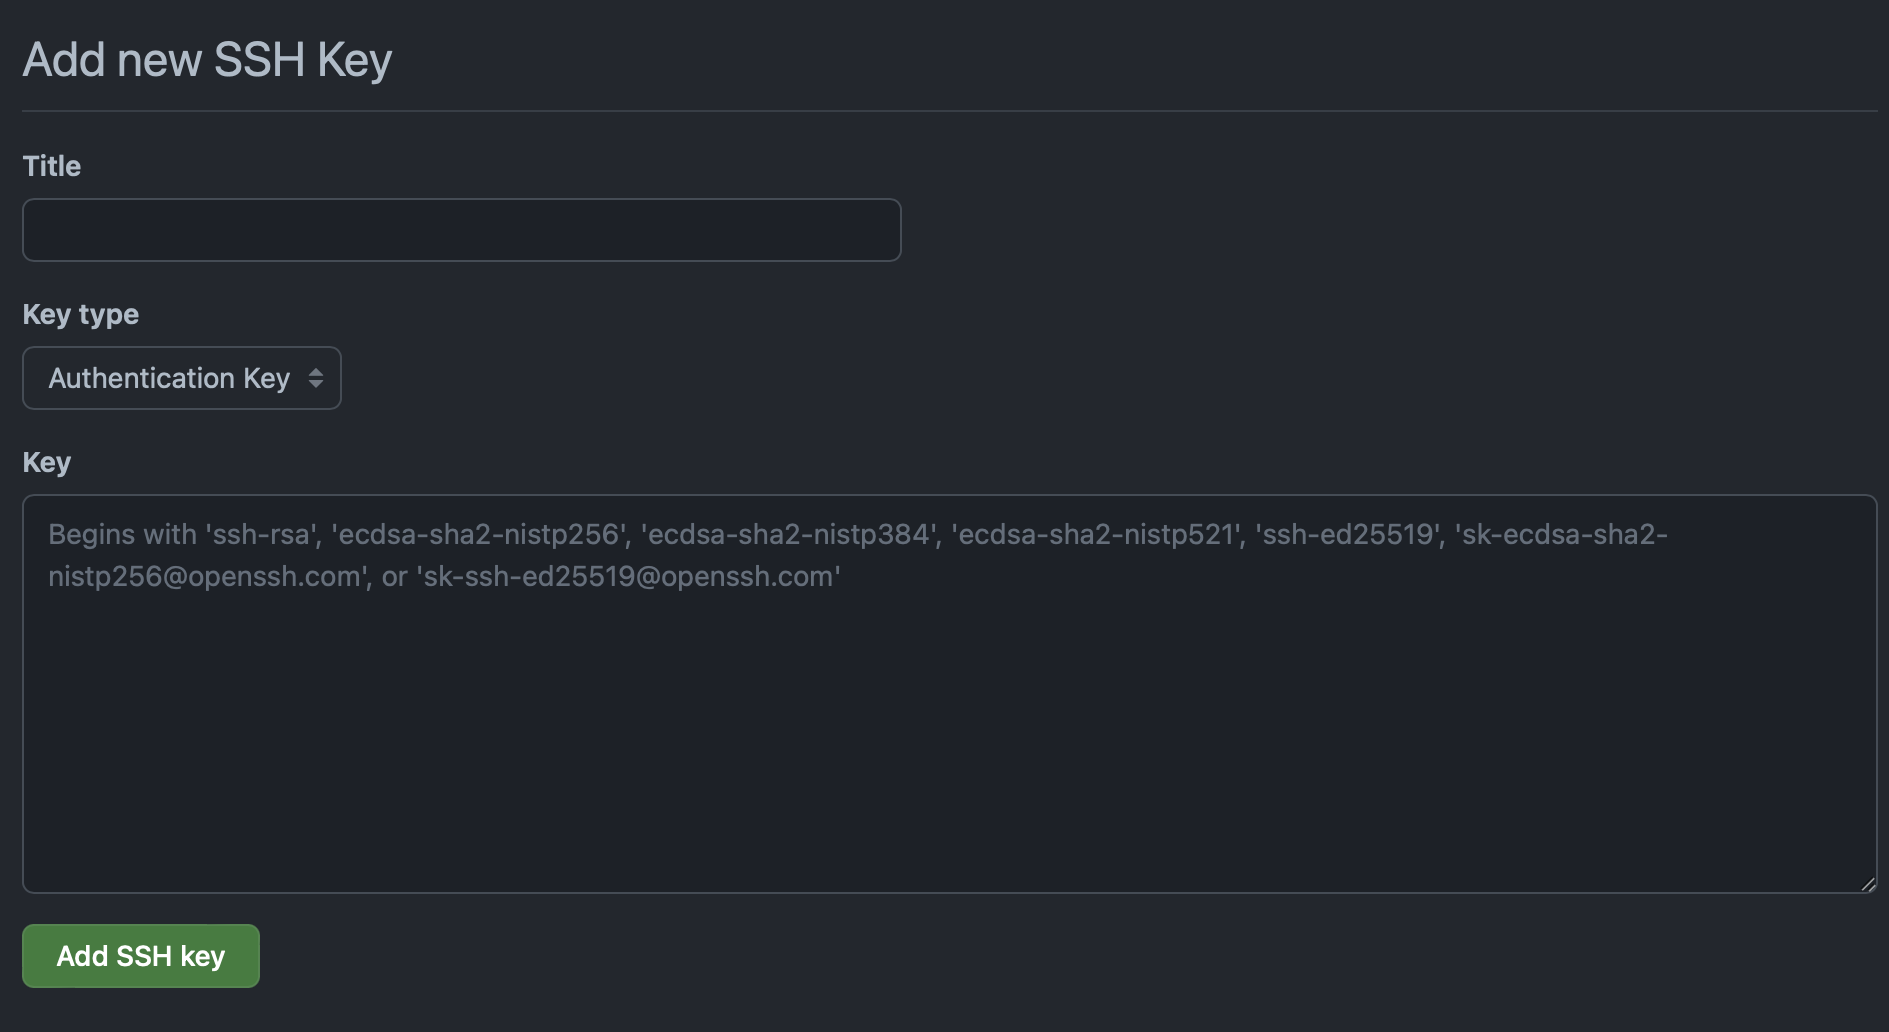 Add new SSH Key
Title
Key type
Authentication Key
Key
Begins with 'ssh-rsa', 'ecdsa-sha2-nistp256', 'ecdsa-sha2-nistp384', 'ecdsa-sha2-nistp521', 'ssh-ed25519', 'sk-ecdsa-sha2-
nistp256@openssh.com', or 'sk-ssh-ed25519@openssh.com'
Add SSH key